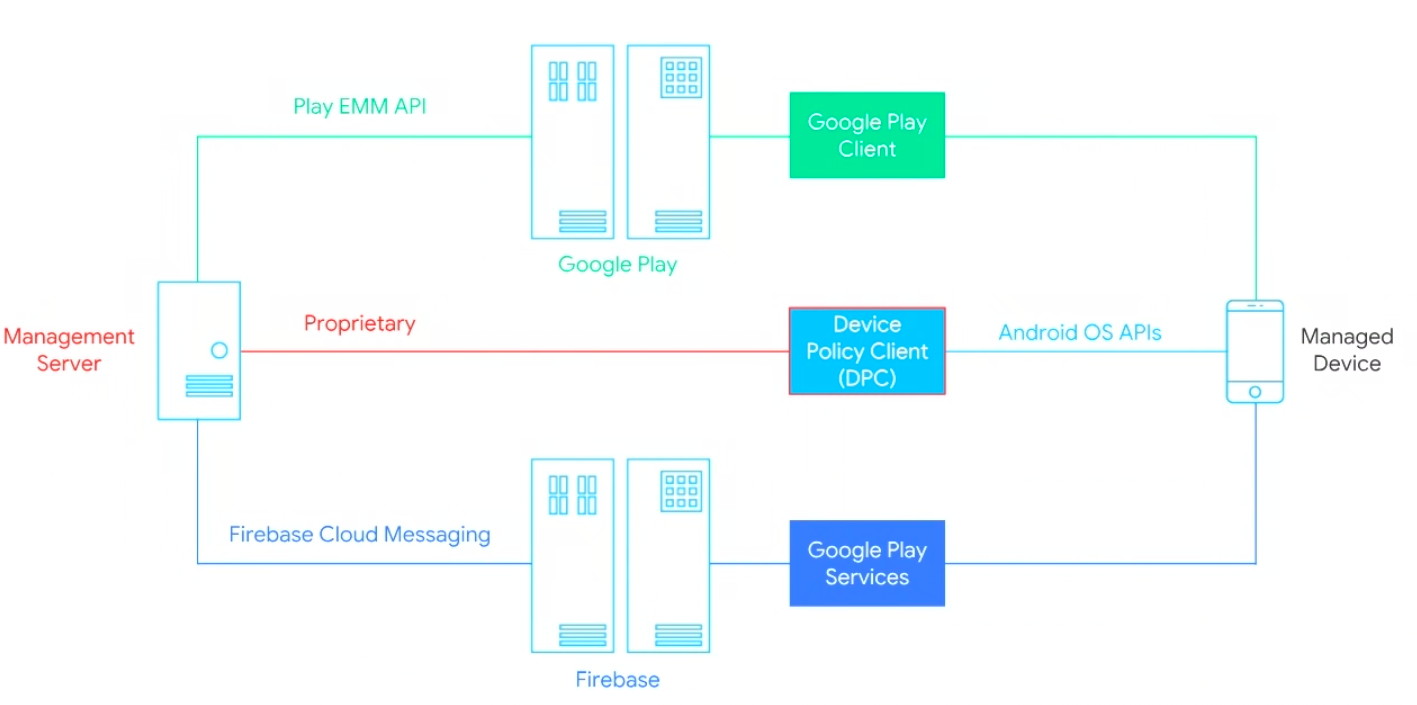 Play EMM API
Google Play
Client
Google Play
Management
Server
Proprietary
Device
Policy Client
(DPC)
Android OS APIs
Managed
Device
Firebase Cloud Messaging
Google Play
Services
Firebase